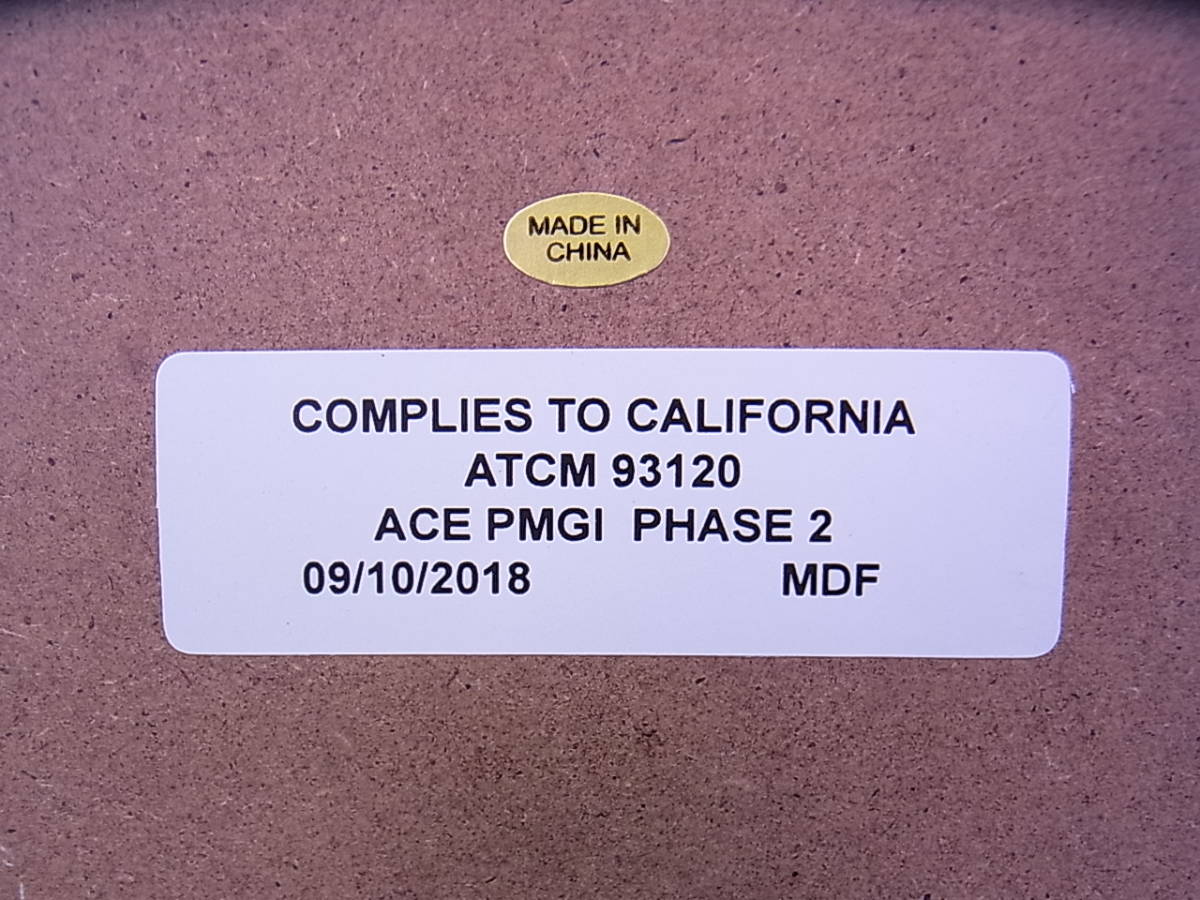 MADE IN
CHINA
COMPLIES TO CALIFORNIA
ATCM 93120
ACE PMGI PHASE 2
09/10/2018 MDF